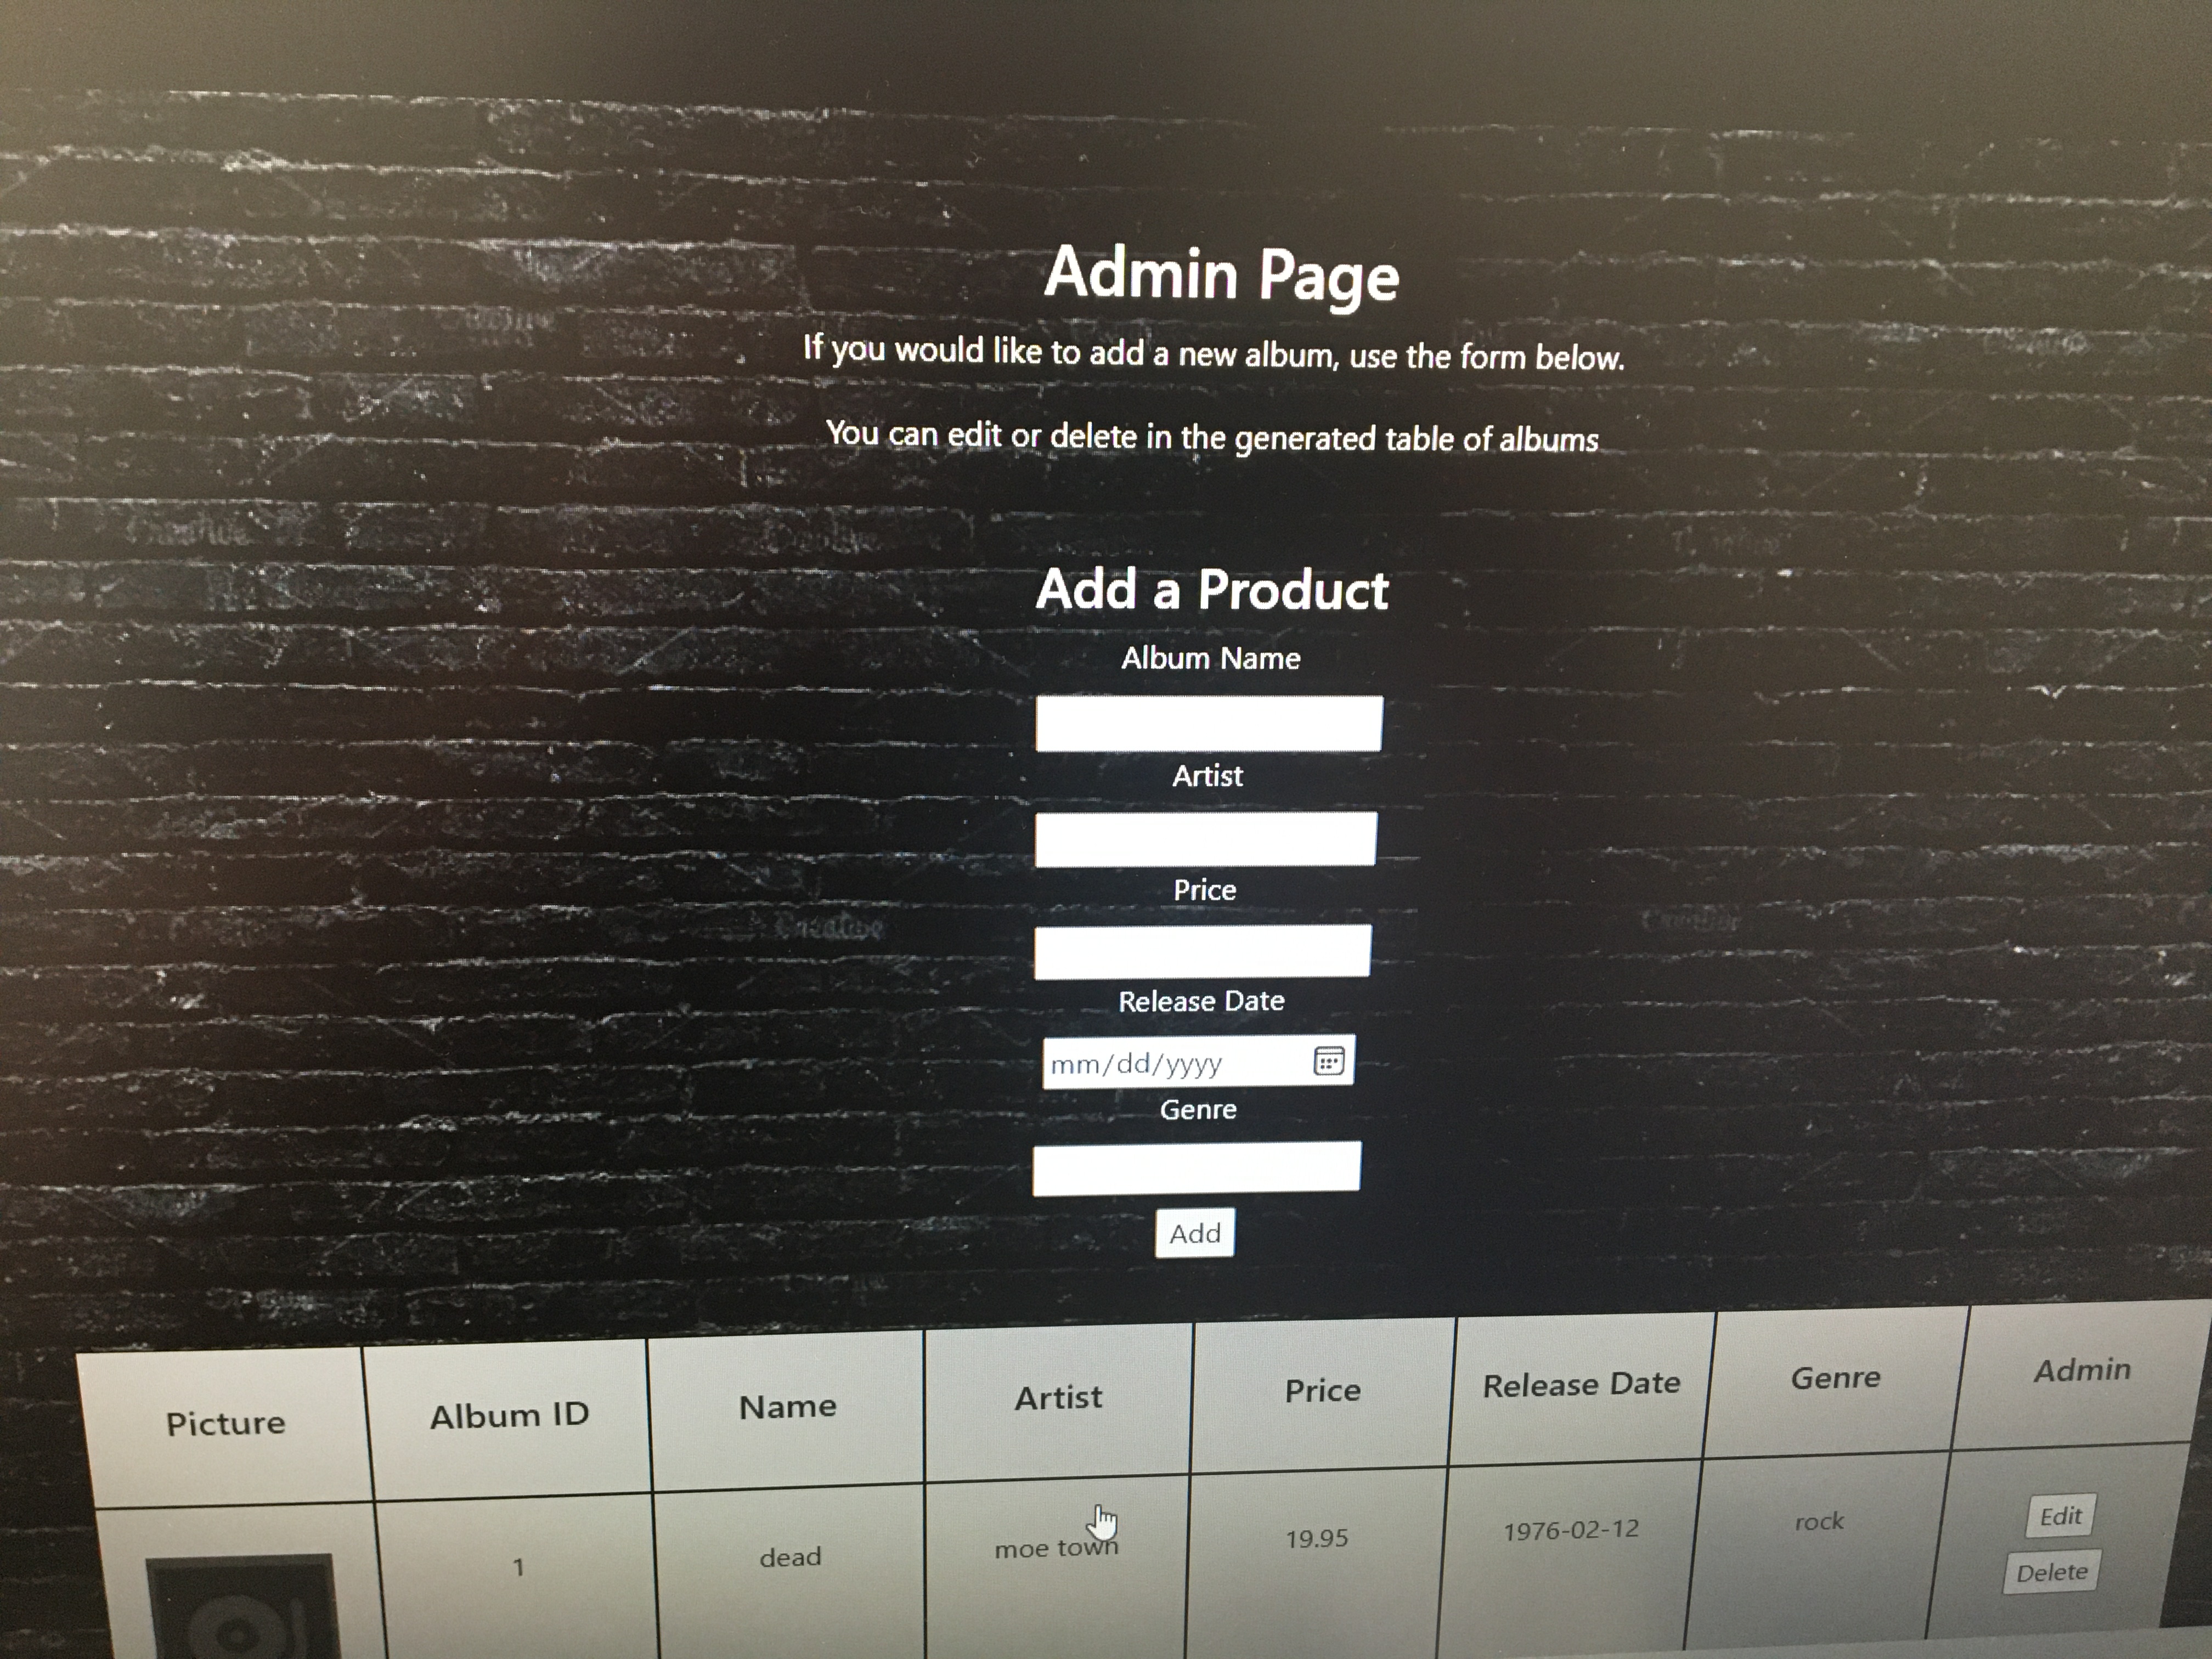 Admin Page
If you would like to add a new album, use the form below.
You can edit or delete in the generated table of albums
Add a Product
Album Name
Artist
Price
Release Date
mm/dd/yyyy
Genre
Add
Picture Album ID Name Artist Price Release Date Genre Admin
1 dead moe town 19.95 1976-02-12 rock Edit
Delete